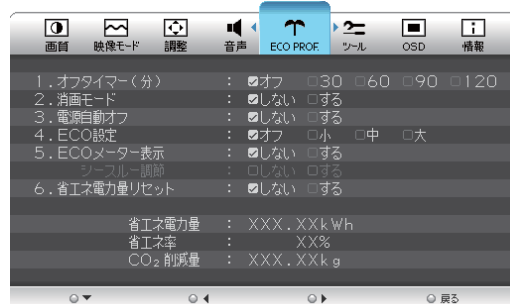 画質 映像モード 調整 音声 ECO PROF. ツール OSD 情報
1.オフタイマー(分) : ☑オフ □30 □60 □90 □120
2.消画モード : ☑しない □する
3.電源自動オフ : ☑しない □する
4.ECO設定 : ☑オフ □小 □中 □大
5.ECOメーター表示 : ☑しない □する
シースルー調節 : □しない □する
6.省エネ電力量リセット : ☑しない □する
省エネ電力量 : XXX.XXkWh
省エネ率 : XX%
CO₂削減量 : XXX.XXkg
戻る